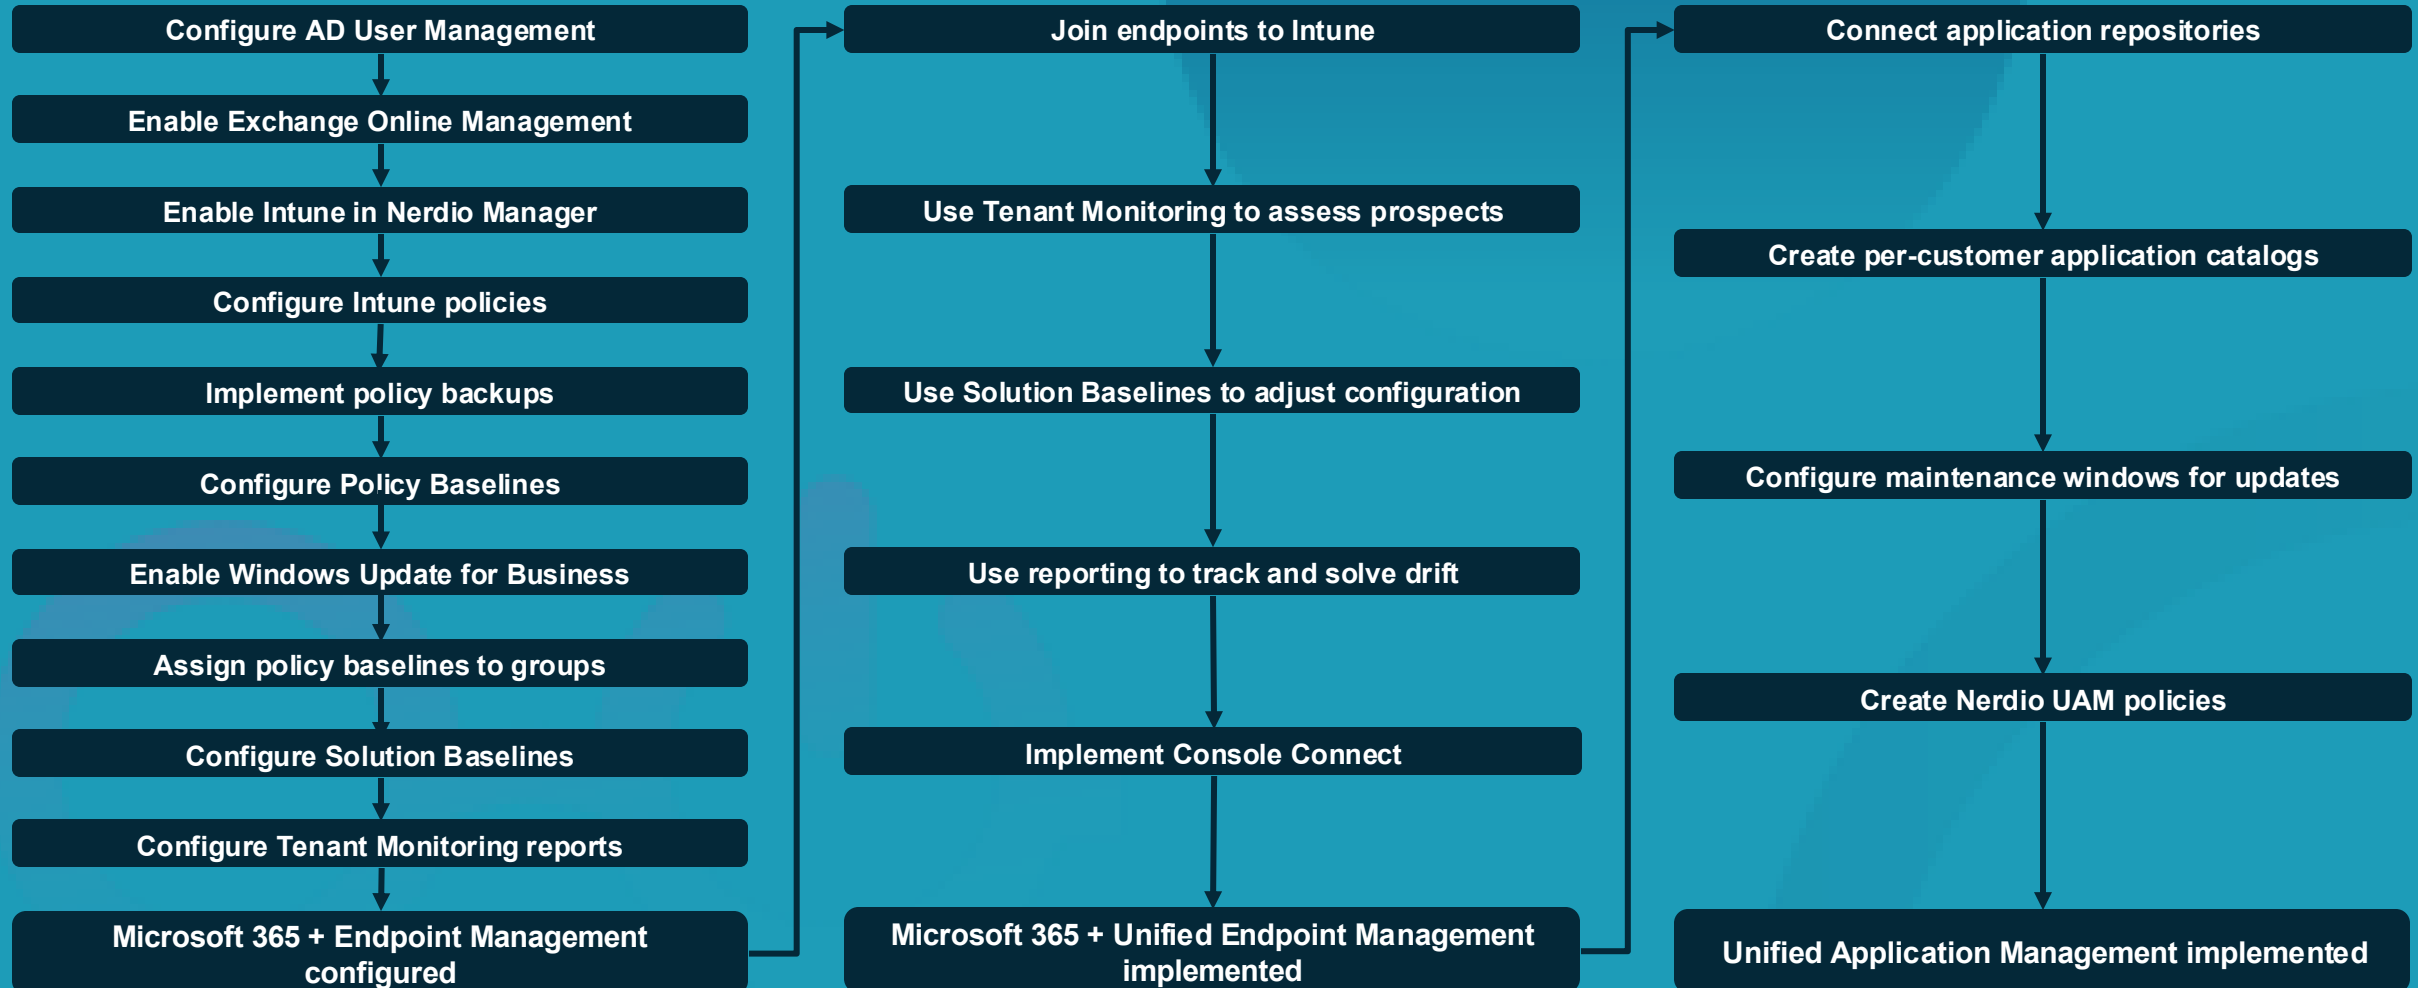 Configure AD User Management
Enable Exchange Online Management
Enable Intune in Nerdio Manager
Configure Intune policies
Implement policy backups
Configure Policy Baselines
Enable Windows Update for Business
Assign policy baselines to groups
Configure Solution Baselines
Configure Tenant Monitoring reports
Microsoft 365 + Endpoint Management
configured
Join endpoints to Intune
Use Tenant Monitoring to assess prospects
Use Solution Baselines to adjust configuration
Use reporting to track and solve drift
Implement Console Connect
Microsoft 365 + Unified Endpoint Management
implemented
Connect application repositories
Create per-customer application catalogs
Configure maintenance windows for updates
Create Nerdio UAM policies
Unified Application Management implemented